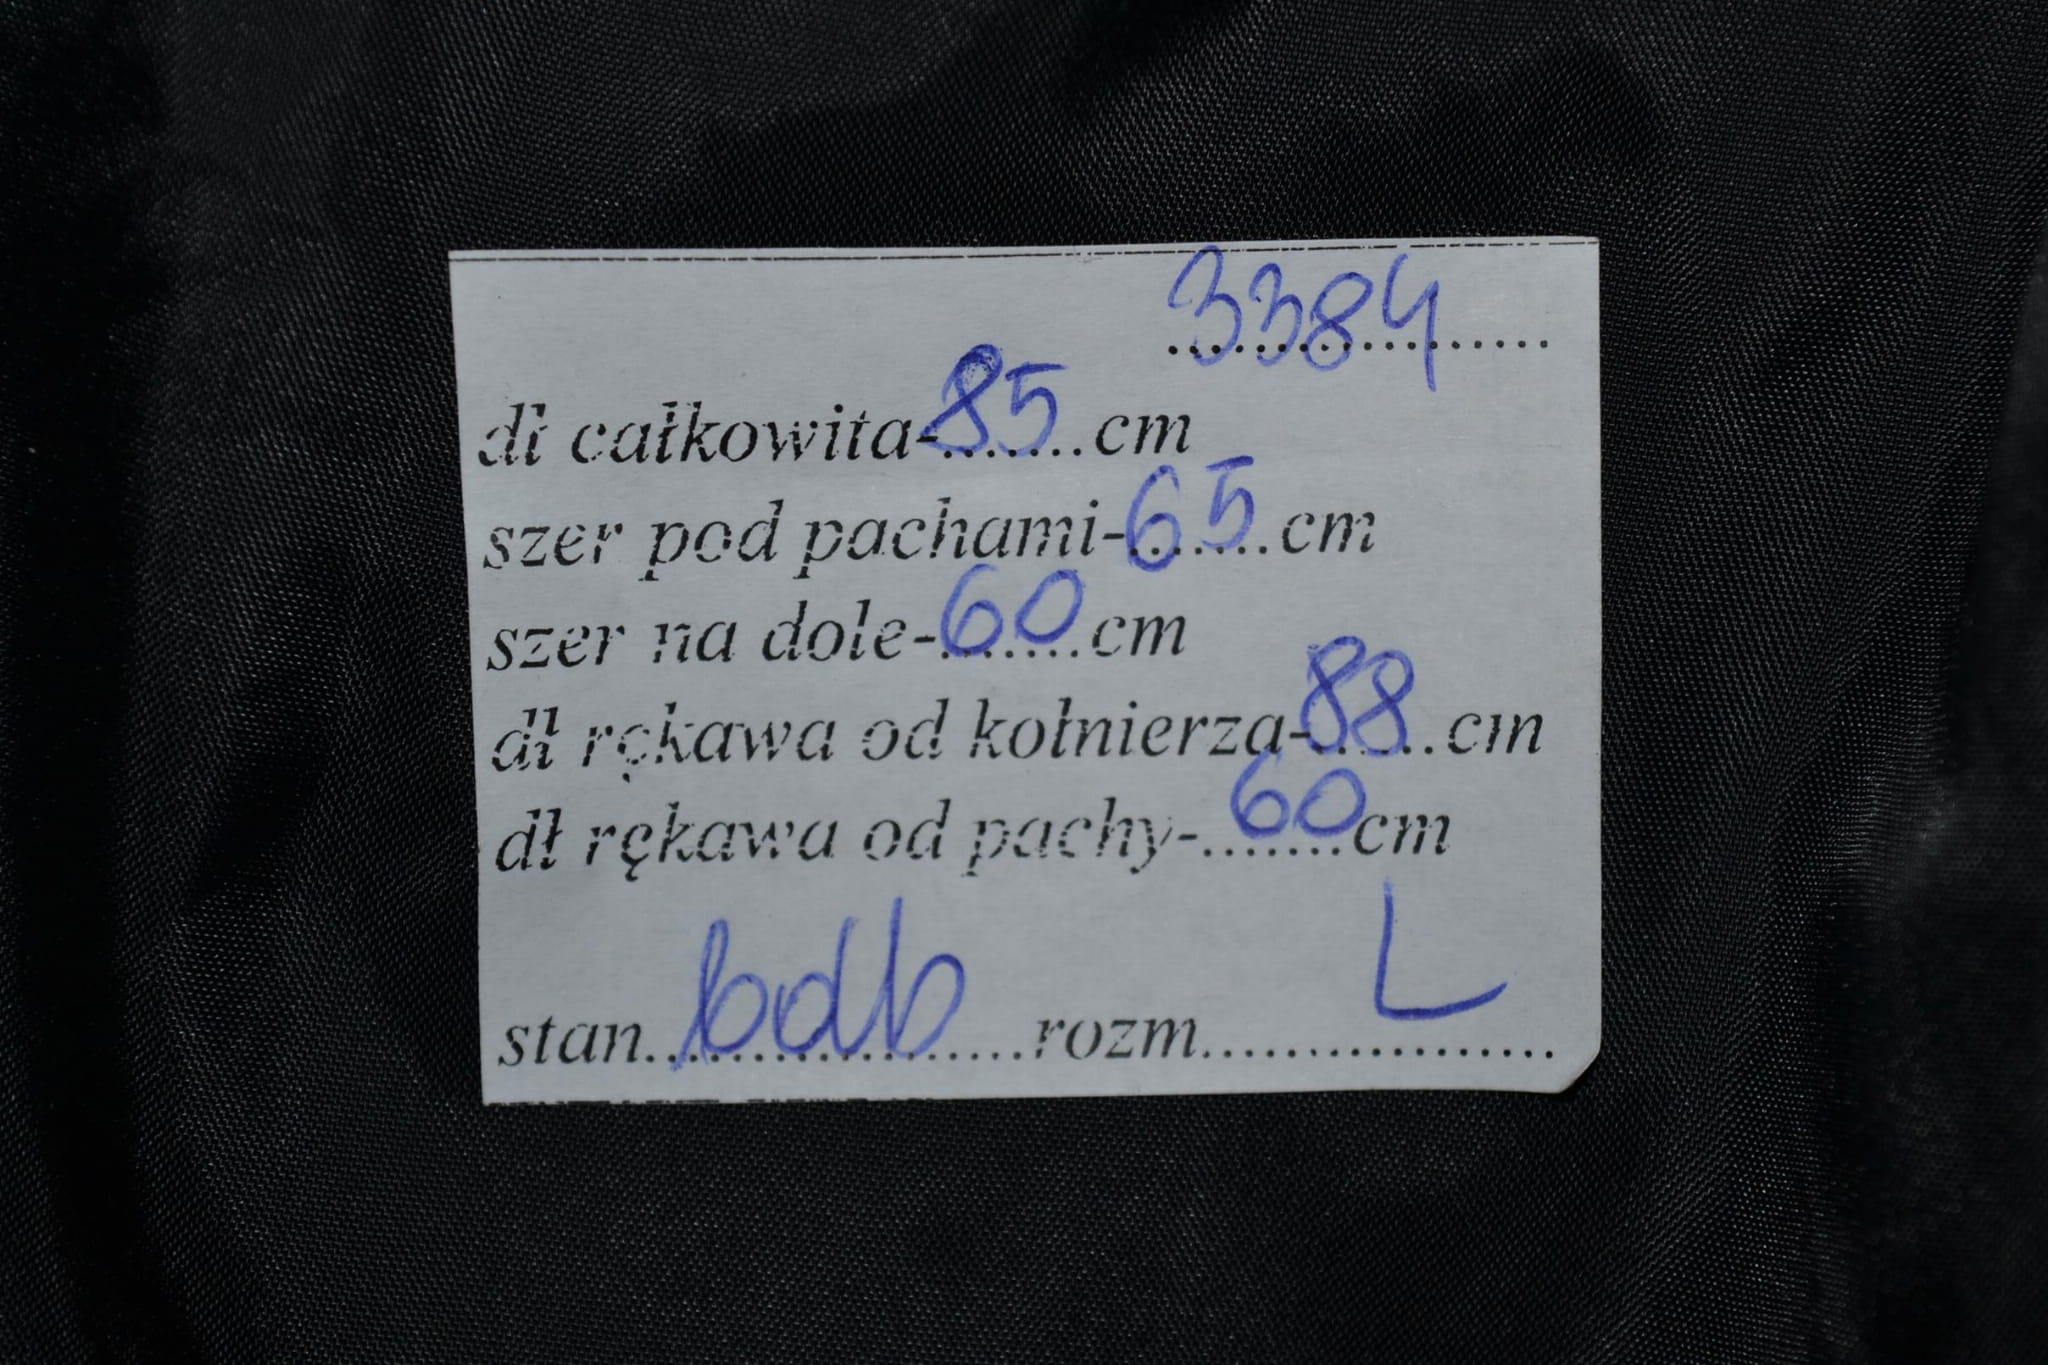 3384
dł całkowita-85cm
szer pod pachami-65cm
szer na dole-60cm
dł rękawa od kołnierza-88cm
dł rękawa od pachy-60cm
stan bdb rozm L